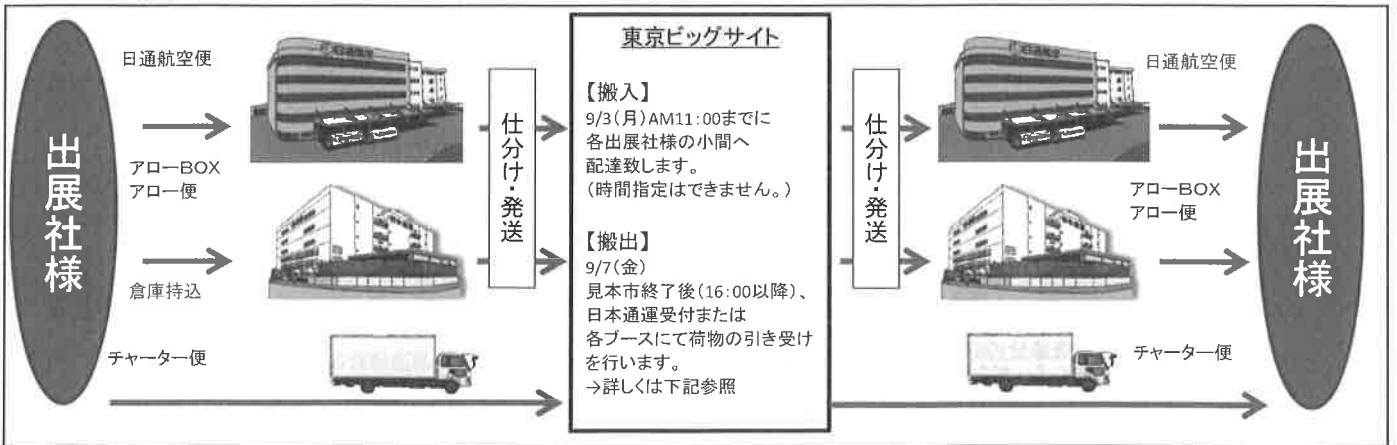 出展社様
日通航空便
アローBOX
アロー便
倉庫持込
チャーター便
仕分け・発送
東京ビッグサイト
【搬入】
9/3(月)AM11:00までに
各出展社様の小間へ
配達致します。
(時間指定はできません。)
【搬出】
9/7(金)
見本市終了後(16:00以降)、
日本通運受付または
各ブースにて荷物の引き受け
を行います。
→詳しくは下記参照
仕分け・発送
日通航空便
アローBOX
アロー便
チャーター便
出展社様